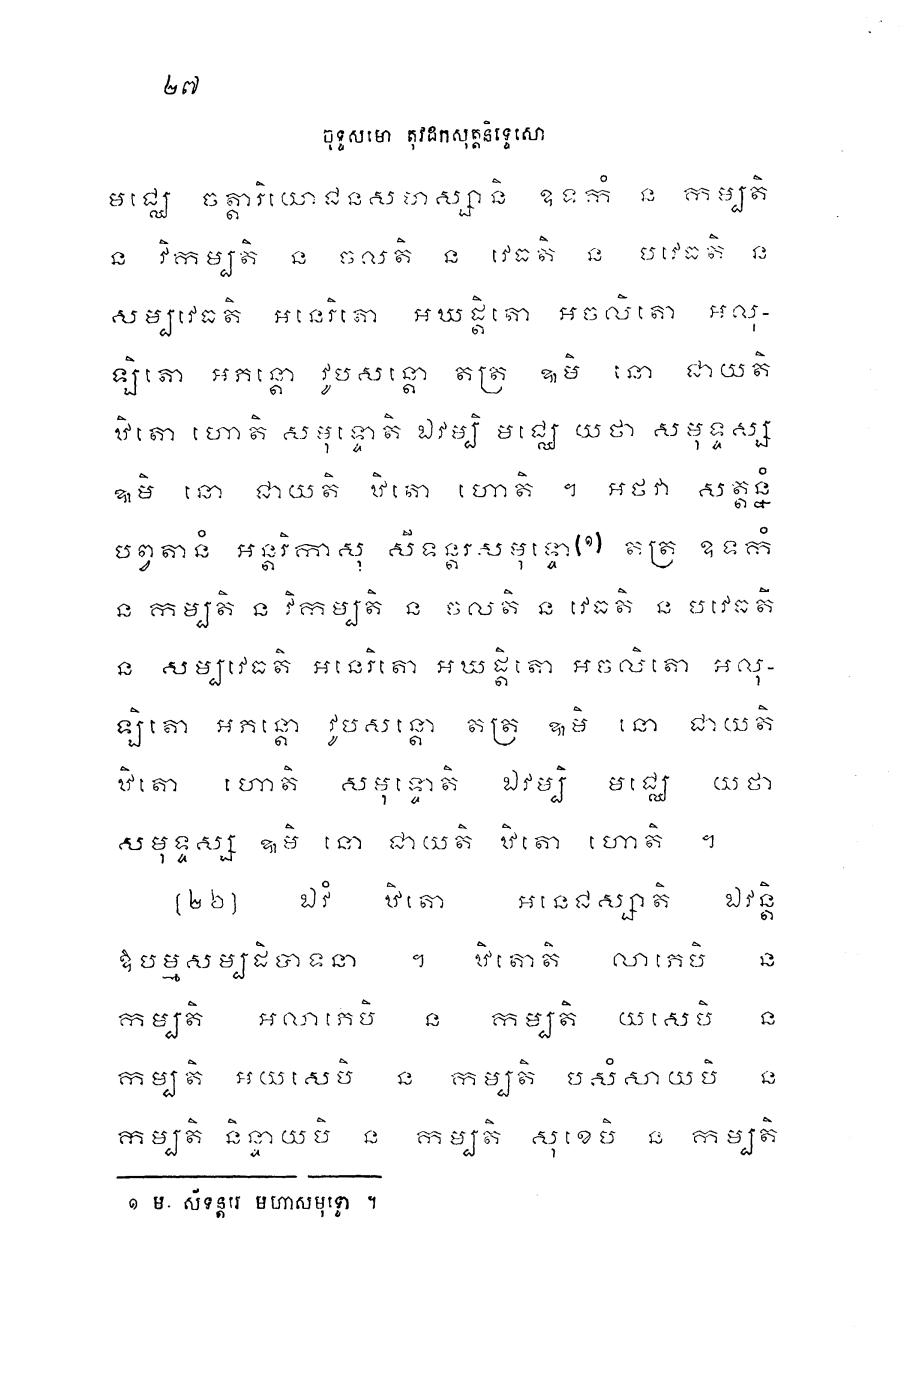 ២៧
ចុទ្ទសមោ តុវដកសុត្តនិទ្ទេសោ
មជ្ឈេ ចត្តារិយោជនសហស្សានិ ឧទកំ ន កម្បតិ
ន វិកម្បតិ ន ចលតិ ន វេធតិ ន បវេធតិ ន
សម្បវេធតិ អនេរិតោ អឃដ្តិតោ អចលិតោ អលុ-
ឡិតោ អភន្តោ វូបសន្តោ តត្រ ឩមិ នោ ជាយតិ
ឋិតោ ហោតិ សមុទ្ទោតិ ឯវម្បិ មជ្ឈេ យថា សមុទ្ទស្ស
ឩមិ នោ ជាយតិ ឋិតោ ហោតិ ។ អថវា សត្តន្នំ
បព្វតានំ អន្តរិកាសុ សីទន្តរសមុទ្ទោ(១) តត្រ ឧទកំ
ន កម្បតិ ន វិកម្បតិ ន ចលតិ ន វេធតិ ន បវេធតិ
ន សម្បវេធតិ អនេរិតោ អឃដ្តិតោ អចលិតោ អលុ-
ឡិតោ អភន្តោ វូបសន្តោ តត្រ ឩមិ នោ ជាយតិ
ឋិតោ ហោតិ សមុទ្ទោតិ ឯវម្បិ មជ្ឈេ យថា
សមុទ្ទស្ស ឩមិ នោ ជាយតិ ឋិតោ ហោតិ ។
(២៦) ឯវំ ឋិតោ អនេជស្សាតិ ឯវន្តិ
ឱបម្មសម្បដិបាទនា ។ ឋិតោតិ លាភេបិ ន
កម្បតិ អលាភេបិ ន កម្បតិ យសេបិ ន
កម្បតិ អយសេបិ ន កម្បតិ បសំសាយបិ ន
កម្បតិ និន្ទាយបិ ន កម្បតិ សុខេបិ ន កម្បតិ
១ ម. សីទន្តរេ មហាសមុទ្ទោ ។